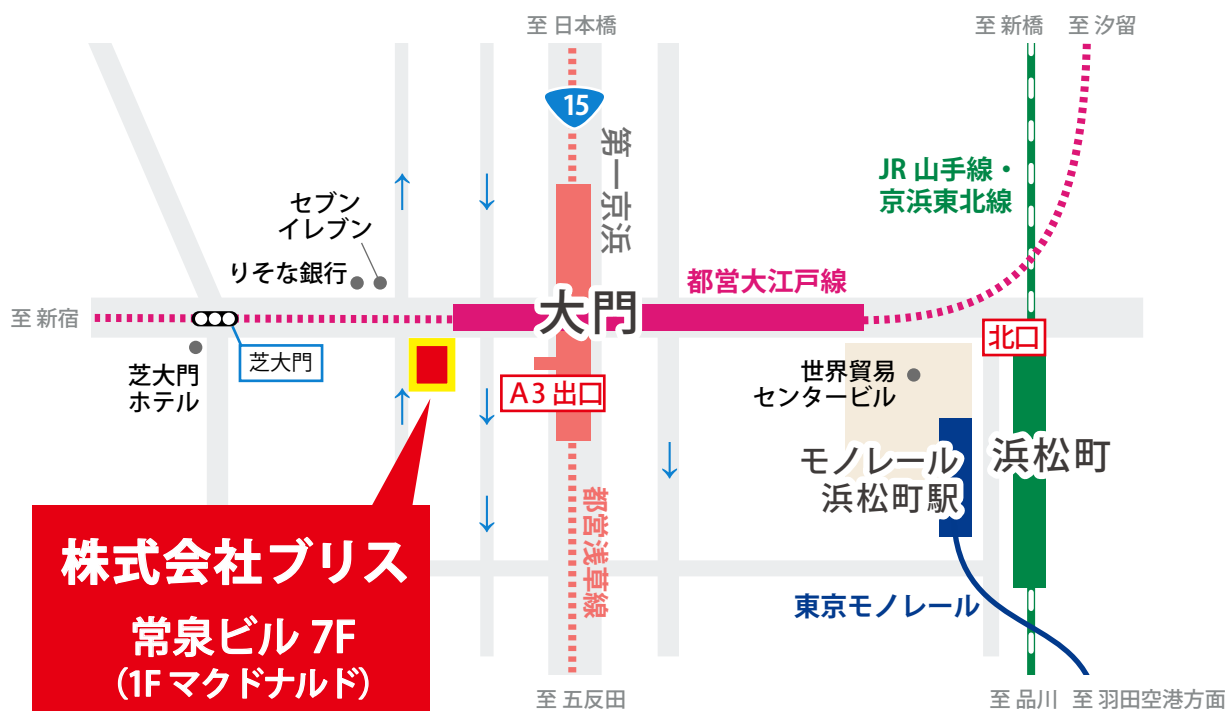 至 日本橋
至 新橋
至 汐留
15
第一京浜
JR 山手線・
京浜東北線
セブン
イレブン
りそな銀行
都営大江戸線
至 新宿
大門
北口
芝大門
芝大門
ホテル
A3 出口
世界貿易
センタービル
モノレール
浜松町駅
浜松町
都営浅草線
株式会社ブリス
常泉ビル 7F
(1F マクドナルド)
東京モノレール
至 五反田
至 品川
至 羽田空港方面